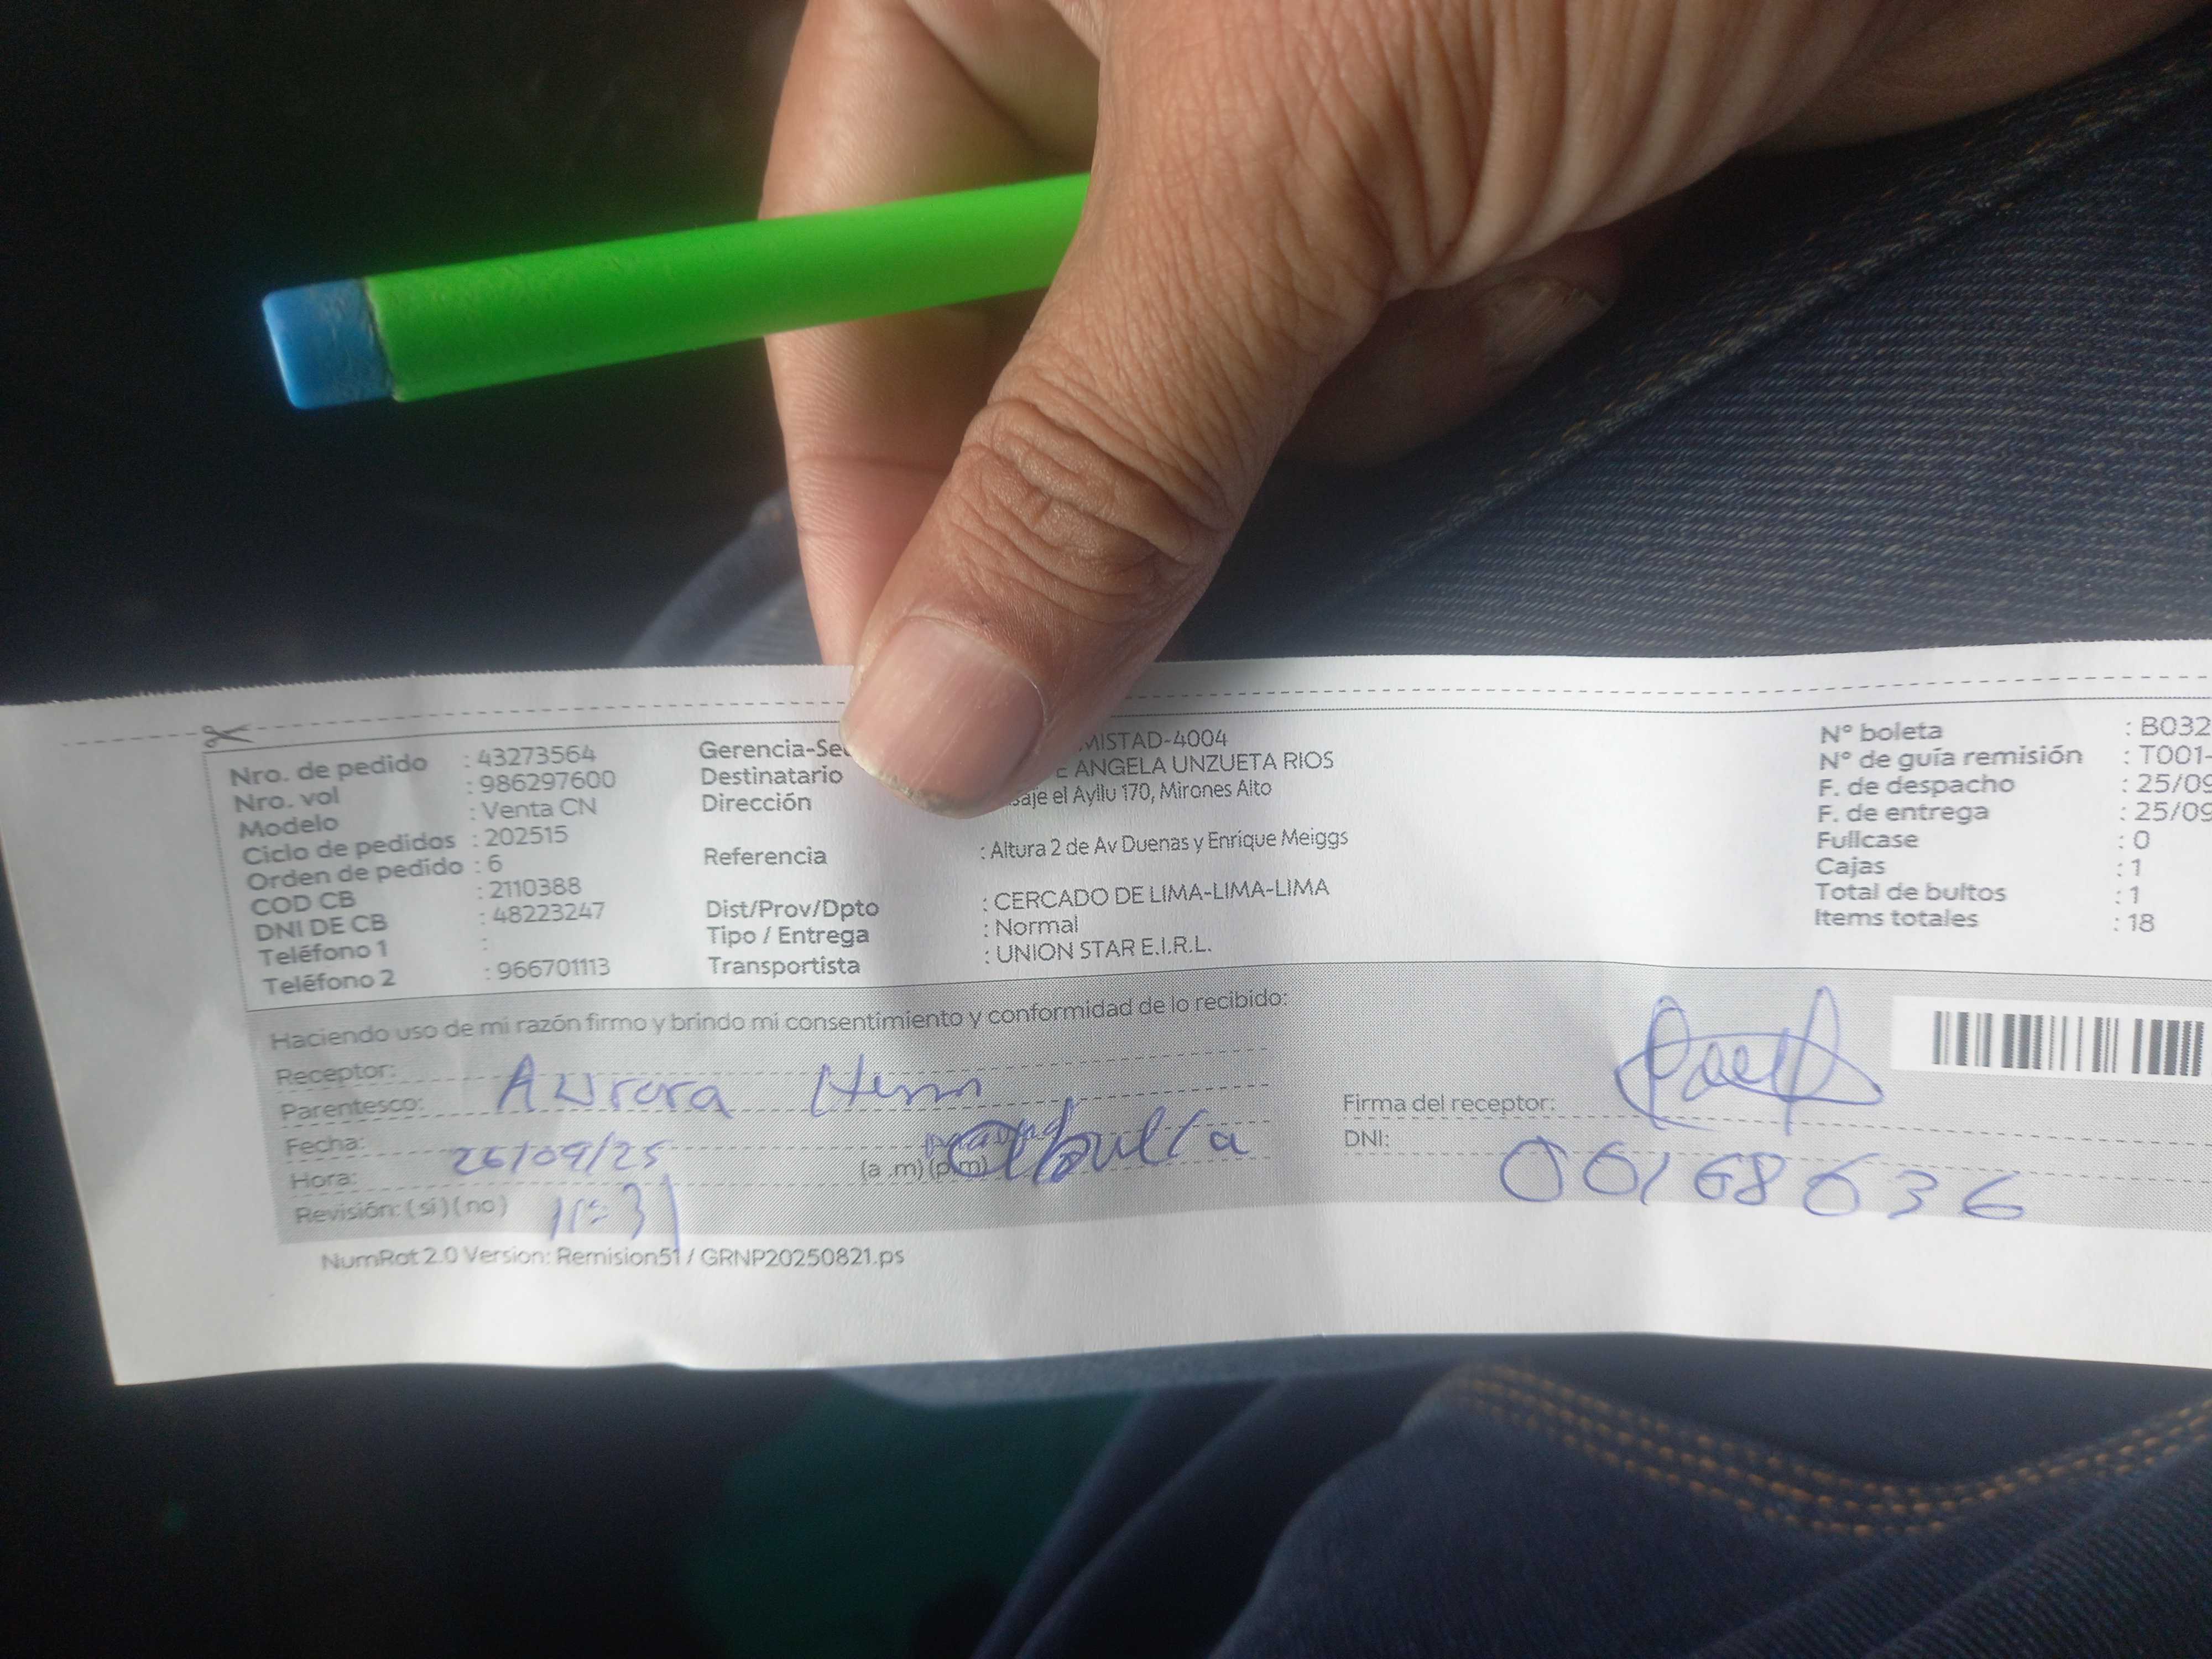 Nro. de pedido : 43273564
Nro. vol : 986297600
Modelo : Venta CN
Ciclo de pedidos : 202515
Orden de pedido : 6
COD CB : 2110388
DNI DE CB : 48223247
Teléfono 1 :
Teléfono 2 : 966701113
Gerencia-Sec MISTAD-4004
Destinatario E ANGELA UNZUETA RIOS
Dirección saje el Ayllu 170, Mirones Alto
Referencia : Altura 2 de Av Duenas y Enrique Meiggs
Dist/Prov/Dpto : CERCADO DE LIMA-LIMA-LIMA
Tipo / Entrega : Normal
Transportista : UNION STAR E.I.R.L.
N° boleta : B032
N° de guía remisión : T001-
F. de despacho : 25/09
F. de entrega : 25/09
Fullcase : 0
Cajas : 1
Total de bultos : 1
Items totales : 18
Haciendo uso de mi razón firmo y brindo mi consentimiento y conformidad de lo recibido:
Receptor:
Parentesco: Aurora
Fecha: 26/09/25
Hora: (a .m) (p.m)
Revisión: (si) (no) 11:31
Firma del receptor:
DNI: 00168636
NumRot 2.0 Version: Remision51 / GRNP20250821.ps